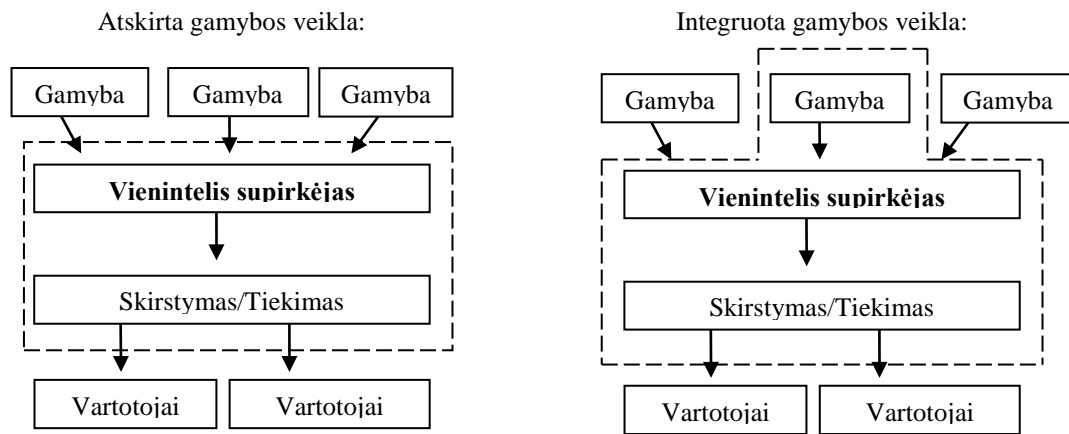 Atskirta gamybos veikla:
Gamyba Gamyba Gamyba
Vienintelis supirkėjas
Skirstymas/Tiekimas
Vartotojai Vartotojai
Integruota gamybos veikla:
Gamyba Gamyba Gamyba
Vienintelis supirkėjas
Skirstymas/Tiekimas
Vartotojai Vartotojai